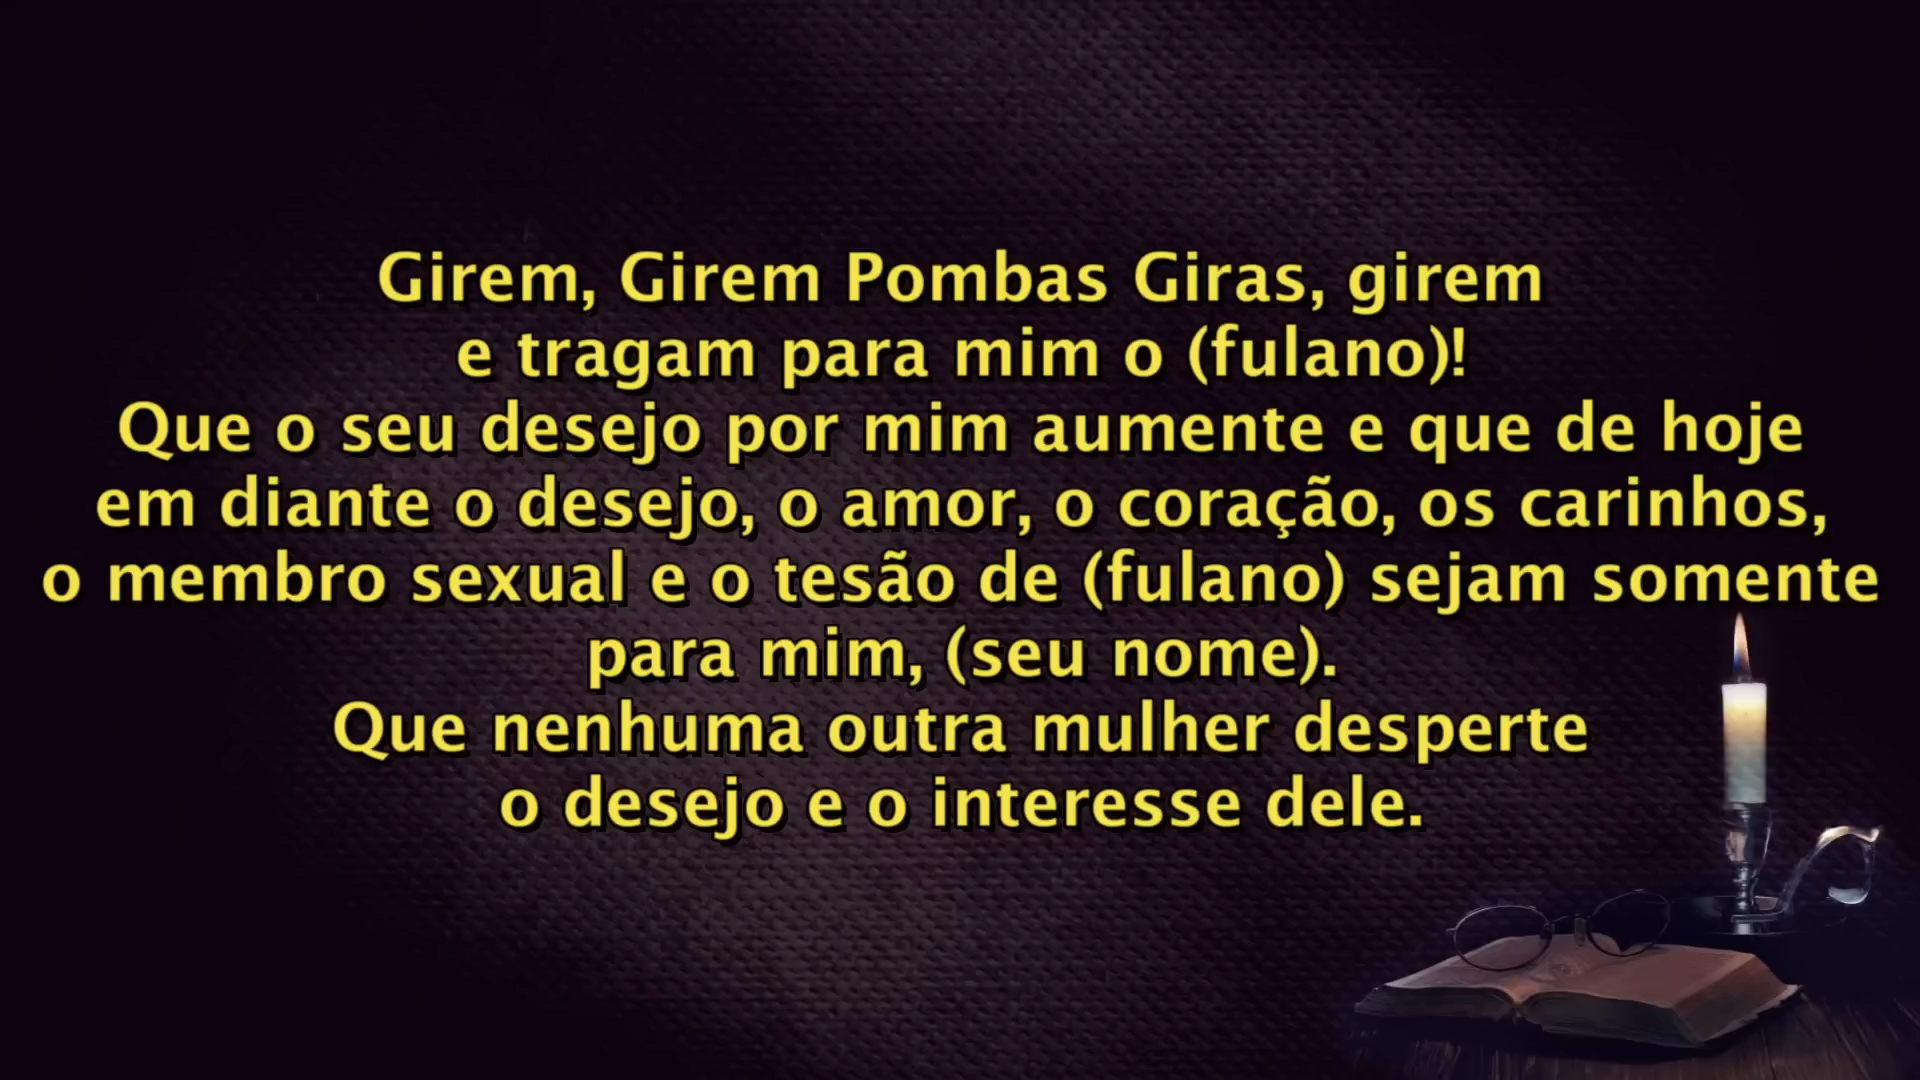 Girem, Girem Pombas Giras, girem
e tragam para mim o (fulano)!
Que o seu desejo por mim aumente e que de hoje
em diante o desejo, o amor, o coração, os carinhos,
o membro sexual e o tesão de (fulano) sejam somente
para mim, (seu nome).
Que nenhuma outra mulher desperte
o desejo e o interesse dele.